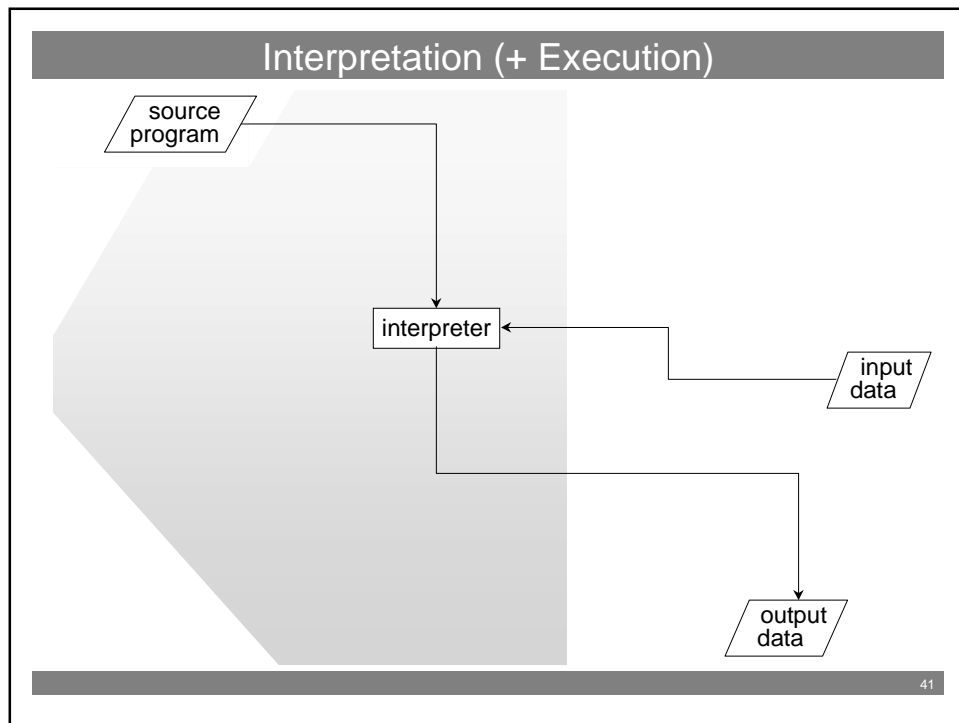 Interpretation (+ Execution)
source
program
interpreter
input
data
output
data
41